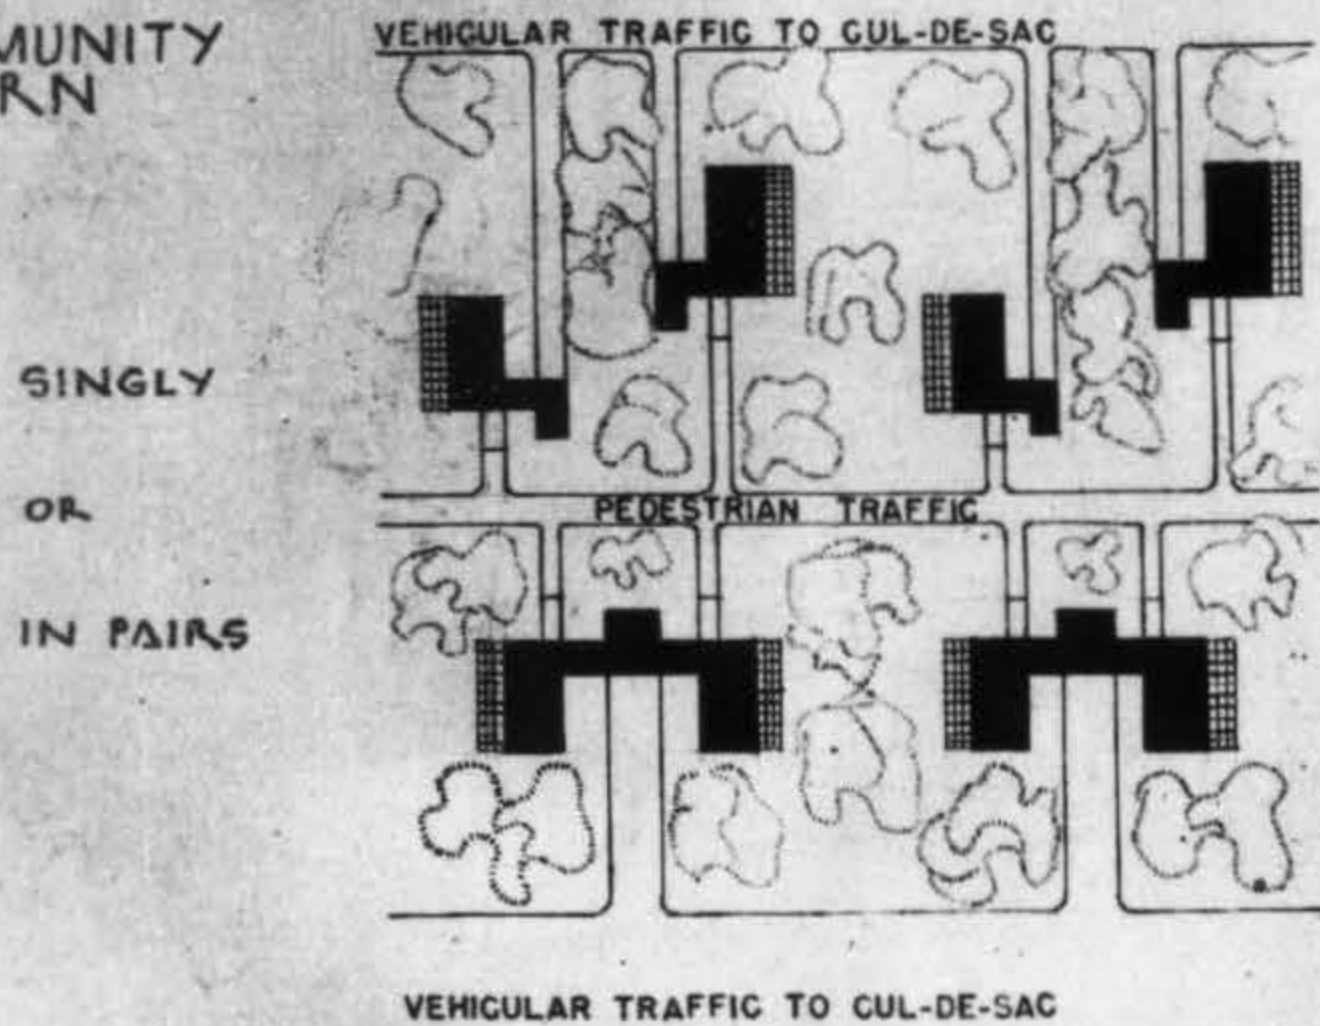 MUNITY
RN
VEHICULAR TRAFFIC TO CUL-DE-SAC
SINGLY
OR
IN PAIRS
PEDESTRIAN TRAFFIC
VEHICULAR TRAFFIC TO CUL-DE-SAC